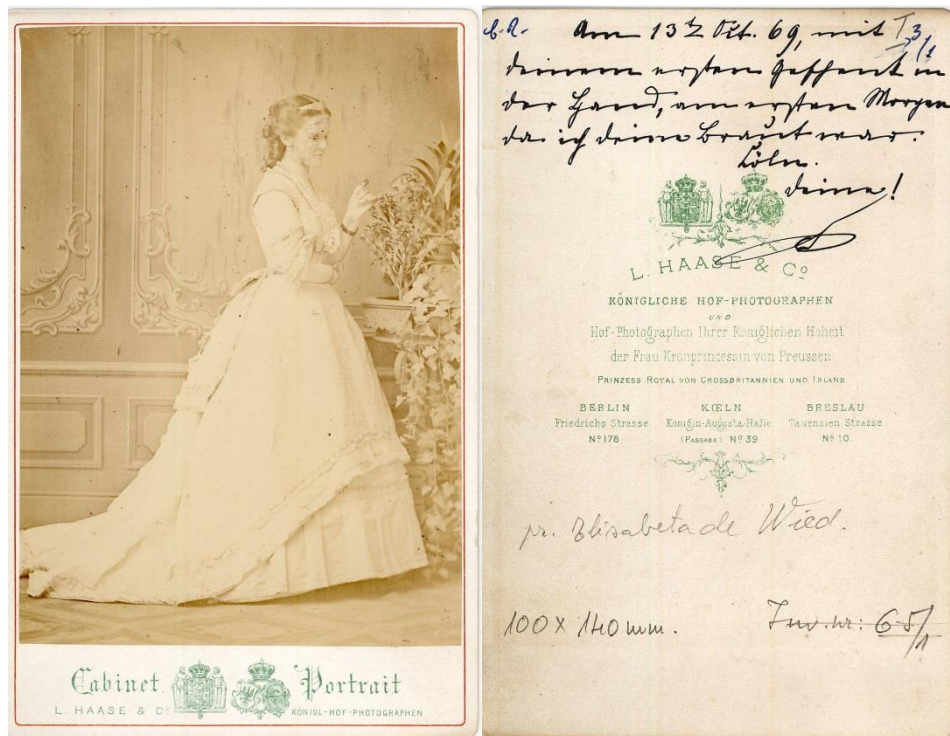 Cabinet Portrait
L. HAASE & Cº
KÖNIGL-HOF-PHOTOGRAPHEN
Am 13ᵗ Oct. 69, mit
deinem ersten Geschenk in
der Hand, am ersten Morgen
da ich deine Braut war.
Köln.
deine!
L. HAASE & Cº
KÖNIGLICHE HOF-PHOTOGRAPHEN
UND
Hof-Photographen Ihrer Königlichen Hoheit
der Frau Kronprinzessin von Preussen
PRINZESS ROYAL VON GROSSBRITANNIEN UND IRLAND
BERLIN KŒLN BRESLAU
Friedrichs Strasse Königin-Augusta-Halle Tauenzien Strasse
Nº 178 (PASSAGE) Nº 39 Nº 10.
pr. Elisabeta de Wied.
100 x 140 mm. Inv. nr: 65/1